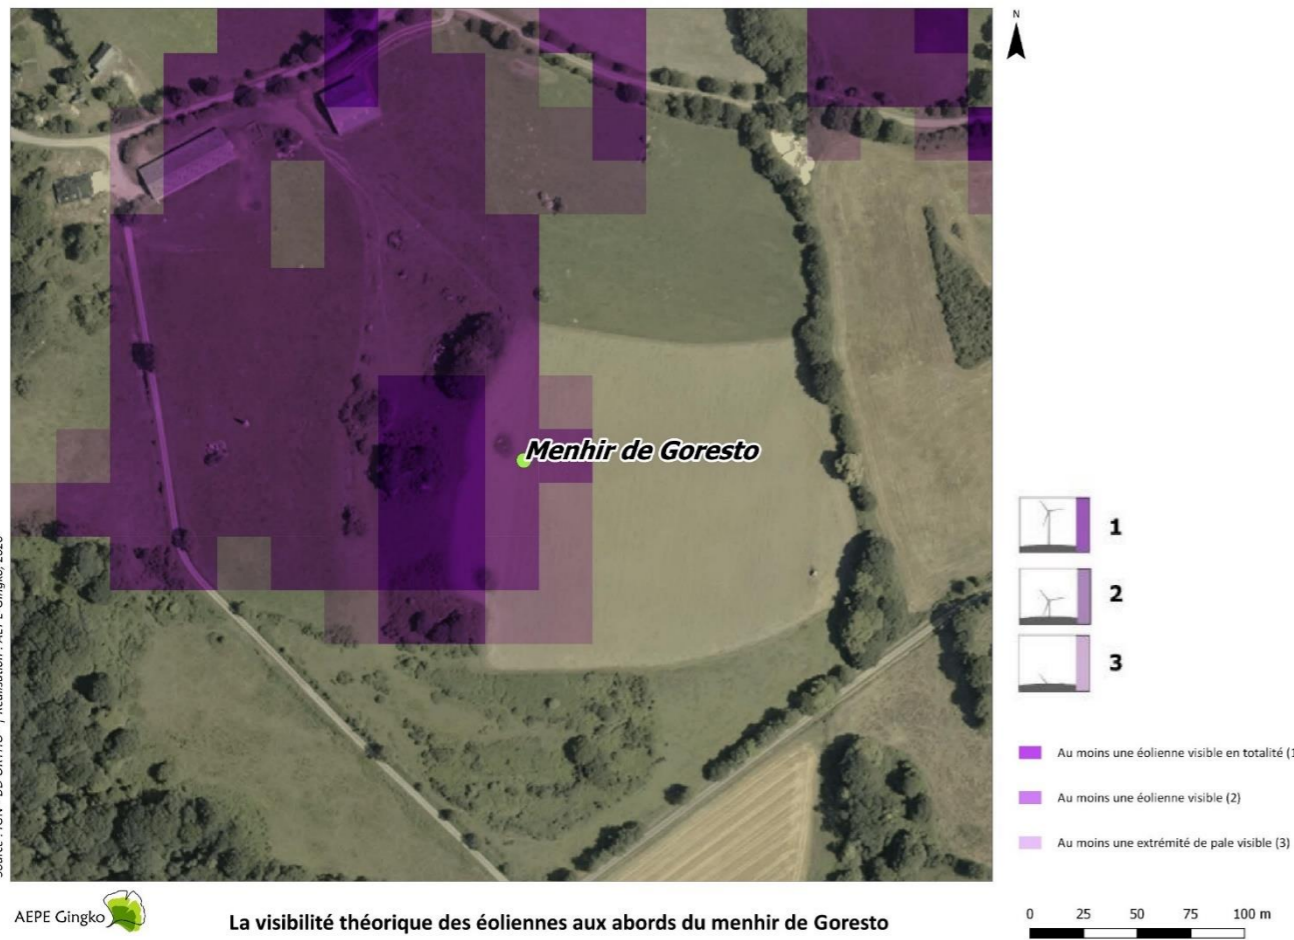 N
Menhir de Goresto
1
2
3
Au moins une éolienne visible en totalité (1
Au moins une éolienne visible (2)
Au moins une extrémité de pale visible (3)
AEPE Gingko
La visibilité théorique des éoliennes aux abords du menhir de Goresto
0 25 50 75 100 m